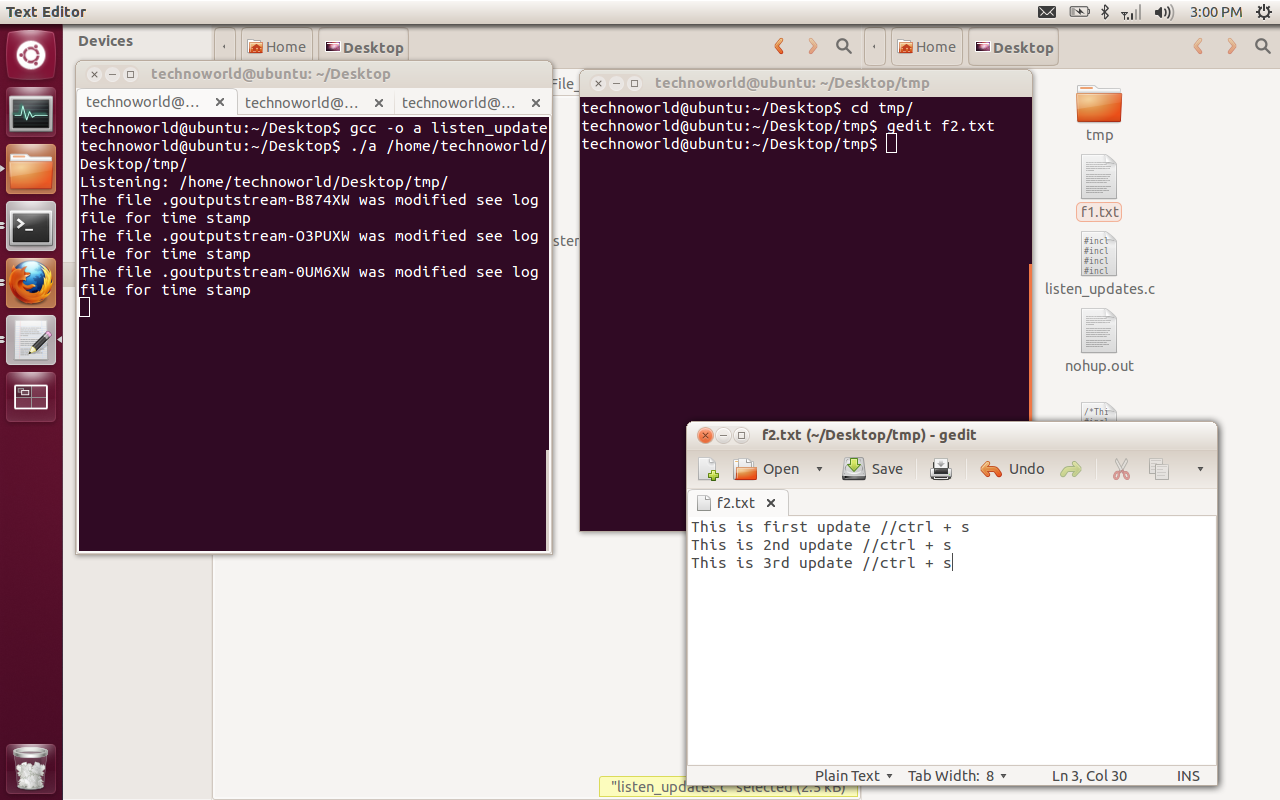 Text Editor
3:00 PM
Devices
Home
Desktop
Home
Desktop
technoworld@ubuntu: ~/Desktop
technoworld@...
technoworld@...
technoworld@...
technoworld@ubuntu:~/Desktop$ gcc -o a listen_update
technoworld@ubuntu:~/Desktop$ ./a /home/technoworld/
Desktop/tmp/
Listening: /home/technoworld/Desktop/tmp/
The file .goutputstream-B874XW was modified see log
file for time stamp
The file .goutputstream-O3PUXW was modified see log
file for time stamp
The file .goutputstream-0UM6XW was modified see log
file for time stamp
File_
sten
technoworld@ubuntu: ~/Desktop/tmp
technoworld@ubuntu:~/Desktop$ cd tmp/
technoworld@ubuntu:~/Desktop/tmp$ gedit f2.txt
technoworld@ubuntu:~/Desktop/tmp$
tmp
f1.txt
#incl
#incl
#incl
#incl
listen_updates.c
nohup.out
/*Thi
f2.txt (~/Desktop/tmp) - gedit
Open
Save
Undo
f2.txt
This is first update //ctrl + s
This is 2nd update //ctrl + s
This is 3rd update //ctrl + s
Plain Text
Tab Width: 8
Ln 3, Col 30
INS
"listen_updates.c" selected (2.5 kB)